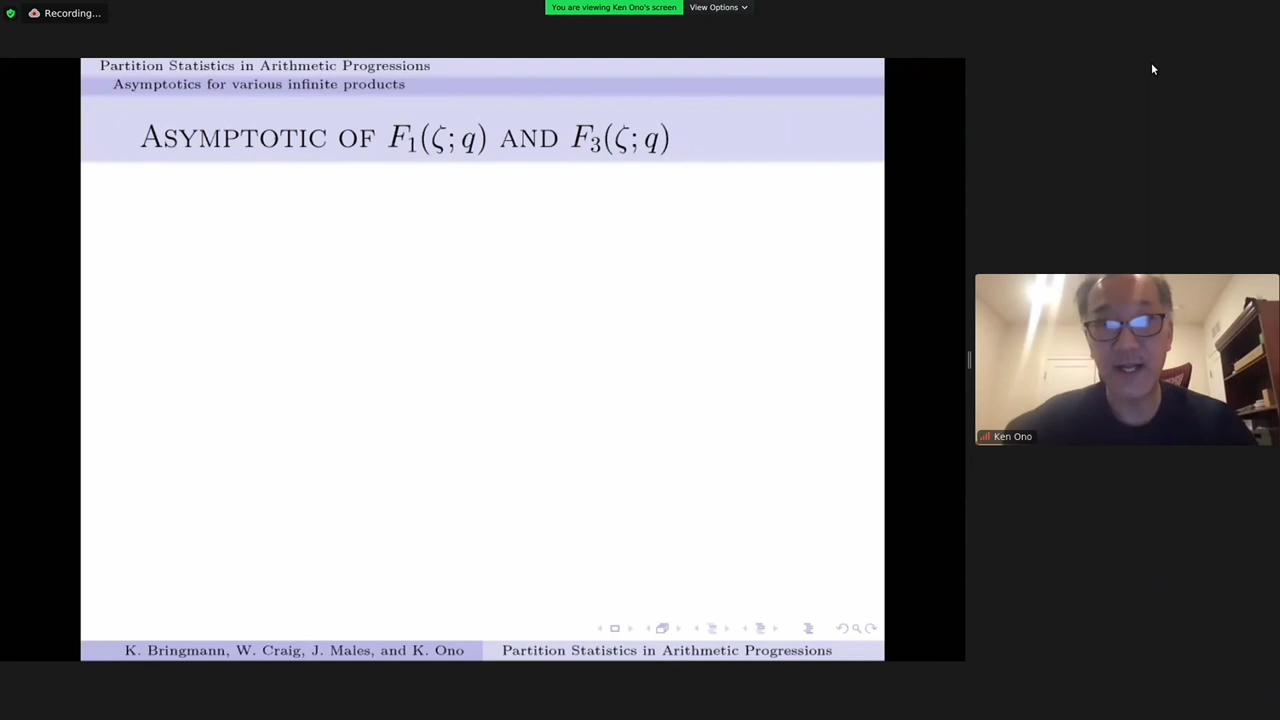 Recording...
You are viewing Ken Ono's screen
View Options
Partition Statistics in Arithmetic Progressions
Asymptotics for various infinite products
Asymptotic of F₁(ζ; q) and F₃(ζ; q)
Ken Ono
K. Bringmann, W. Craig, J. Males, and K. Ono
Partition Statistics in Arithmetic Progressions